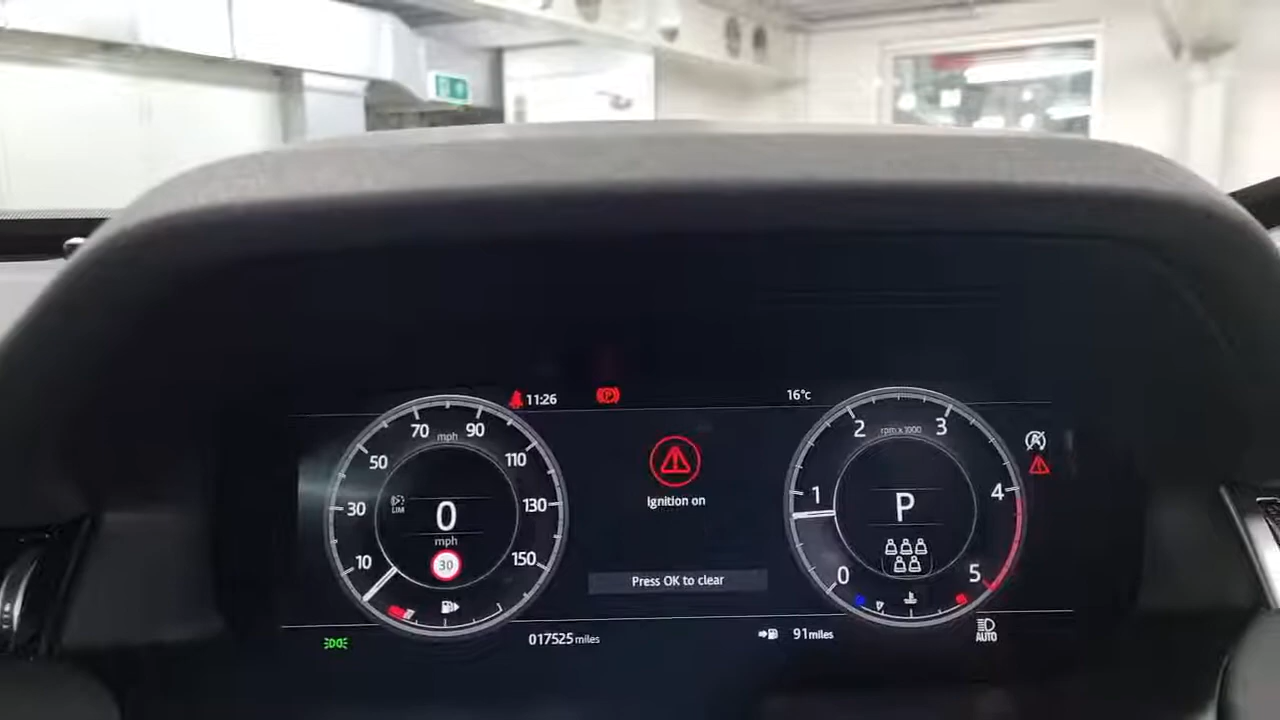 11:26
16°c
70 mph 90
50
110
30
130
10
150
LIM
0
mph
30
Ignition on
Press OK to clear
2 rpm x 1000 3
1
4
0
5
P
017525 miles
91 miles
AUTO